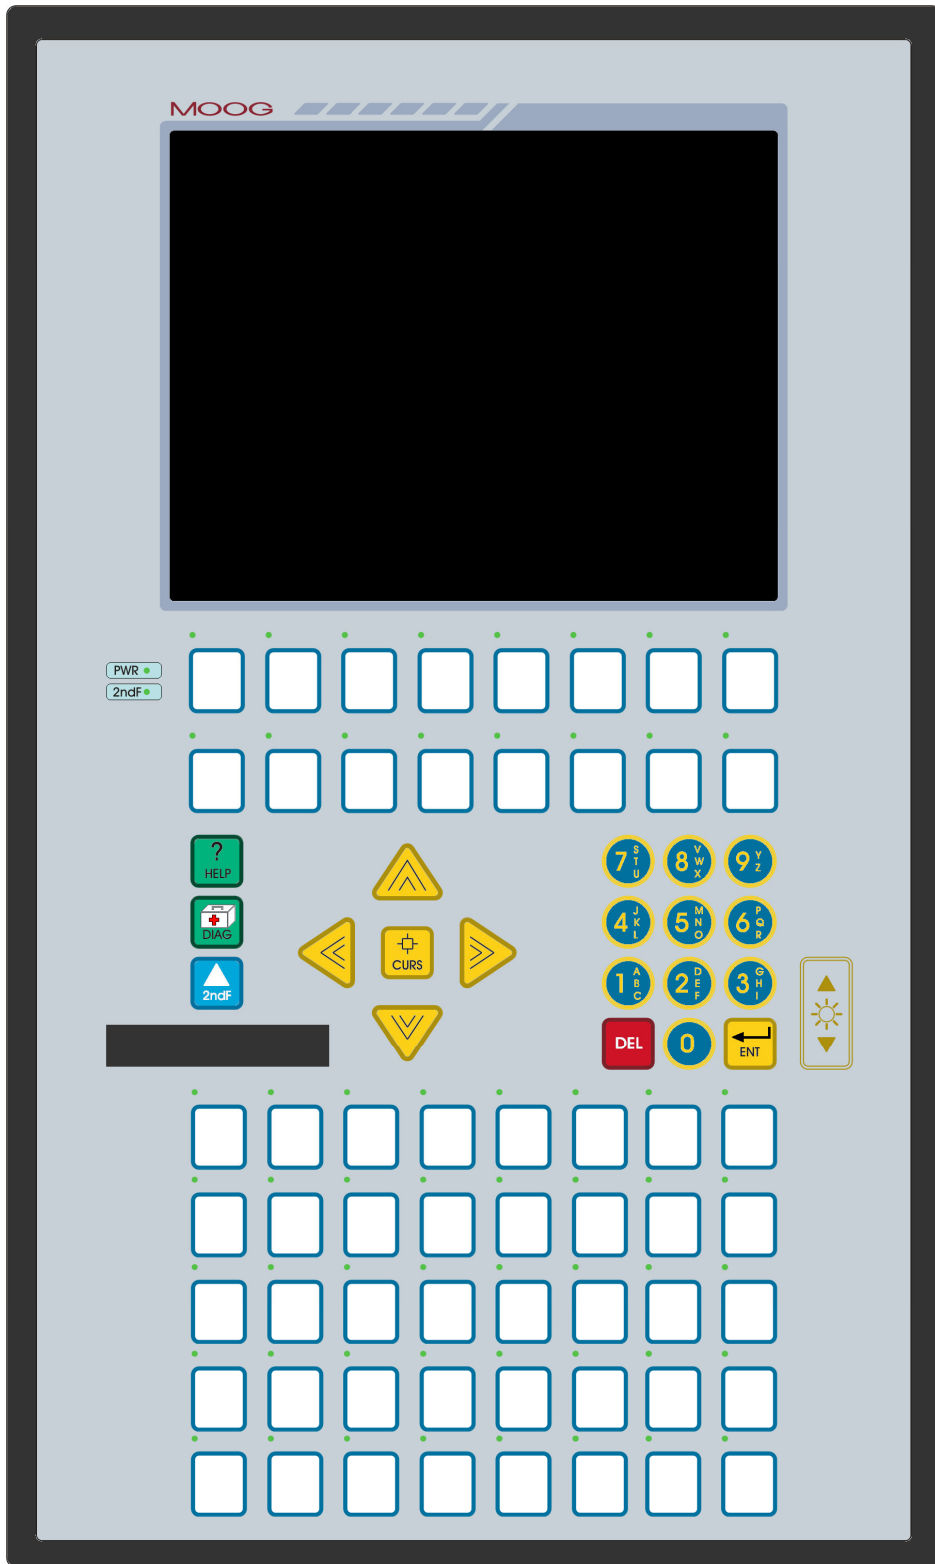 MOOG
PWR
2ndF
?
HELP
7 S T U
8 V W X
9 Y Z
DIAG
4 J K L
5 M N O
6 P Q R
CURS
2ndF
1 A B C
2 D E F
3 G H I
DEL
0
ENT